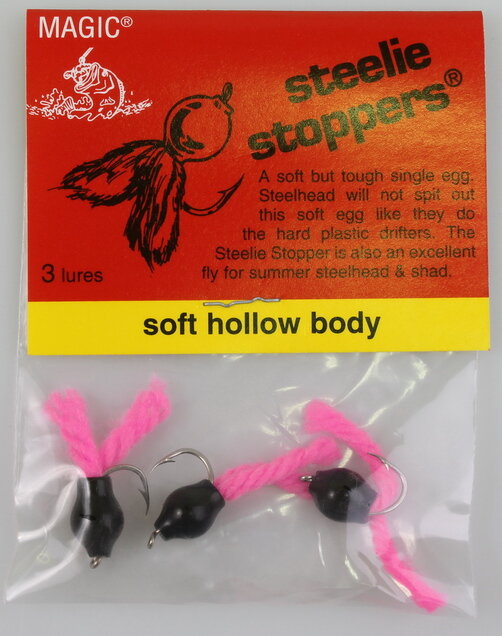 MAGIC®
steelie
stoppers®
A soft but tough single egg.
Steelhead will not spit out
this soft egg like they do
the hard plastic drifters. The
Steelie Stopper is also an excellent
fly for summer steelhead & shad.
3 lures
soft hollow body